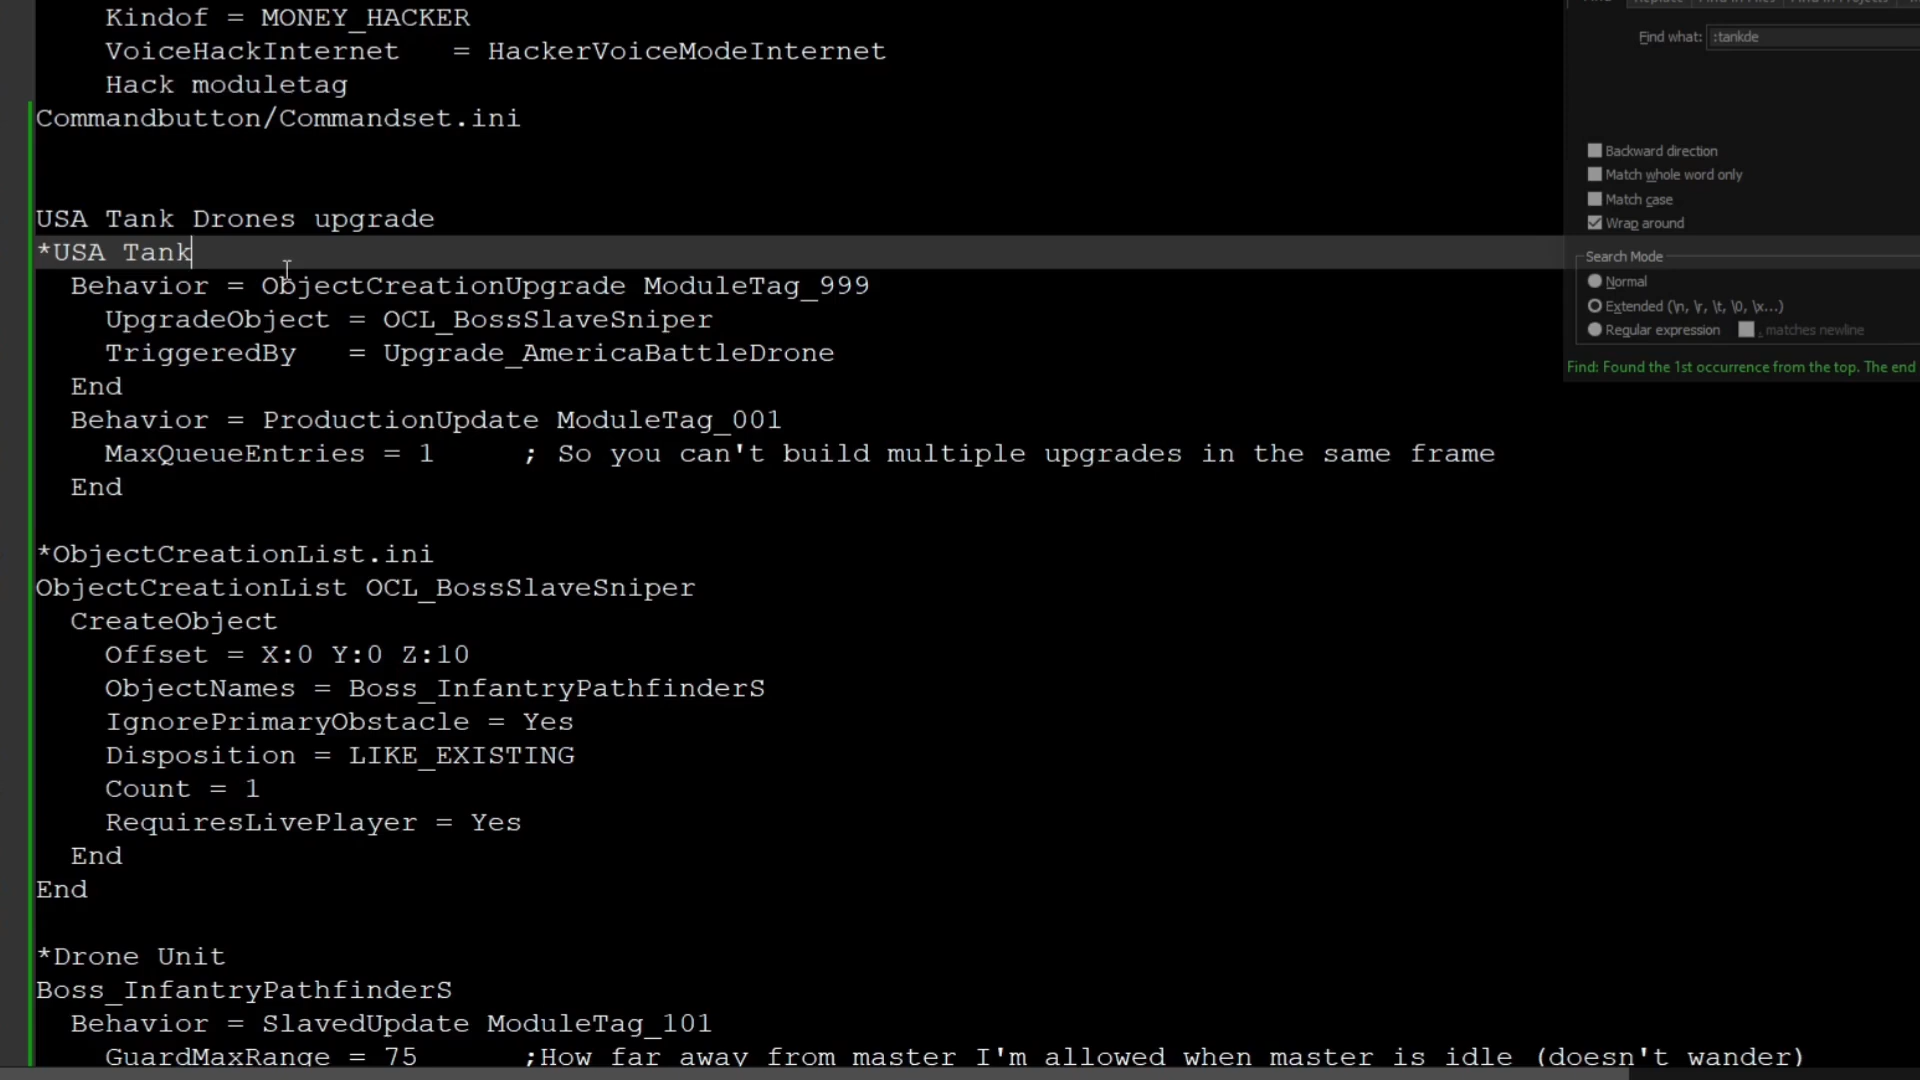 Kindof = MONEY_HACKER
VoiceHackInternet = HackerVoiceModeInternet
Hack moduletag
Commandbutton/Commandset.ini
USA Tank Drones upgrade
*USA Tank
Behavior = ObjectCreationUpgrade ModuleTag_999
UpgradeObject = OCL_BossSlaveSniper
TriggeredBy = Upgrade_AmericaBattleDrone
End
Behavior = ProductionUpdate ModuleTag_001
MaxQueueEntries = 1 ; So you can't build multiple upgrades in the same frame
End
*ObjectCreationList.ini
ObjectCreationList OCL_BossSlaveSniper
CreateObject
Offset = X:0 Y:0 Z:10
ObjectNames = Boss_InfantryPathfinderS
IgnorePrimaryObstacle = Yes
Disposition = LIKE_EXISTING
Count = 1
RequiresLivePlayer = Yes
End
End
*Drone Unit
Boss_InfantryPathfinderS
Behavior = SlavedUpdate ModuleTag_101
GuardMaxRange = 75 ;How far away from master I'm allowed when master is idle (doesn't wander)
Find what: :tankde
Backward direction
Match whole word only
Match case
Wrap around
Search Mode
Normal
Extended (\n, \r, \t, \0, \x...)
Regular expression . matches newline
Find: Found the 1st occurrence from the top. The end